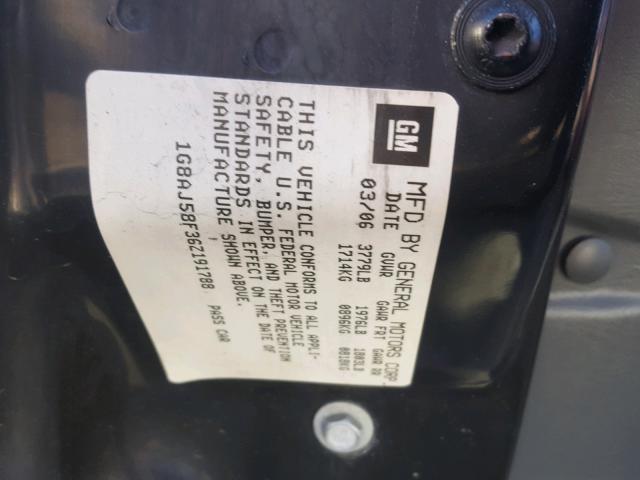 GM
MFD BY GENERAL MOTORS CORP.
DATE GVWR GAWR FRT GAWR RR
03/06 3779LB 1976LB 1803LB
1714KG 0896KG 0818KG
THIS VEHICLE CONFORMS TO ALL APPLI-
CABLE U.S. FEDERAL MOTOR VEHICLE
SAFETY, BUMPER, AND THEFT PREVENTION
STANDARDS IN EFFECT ON THE DATE OF
MANUFACTURE SHOWN ABOVE.
1G8AJ58F36Z191788 PASS CAR